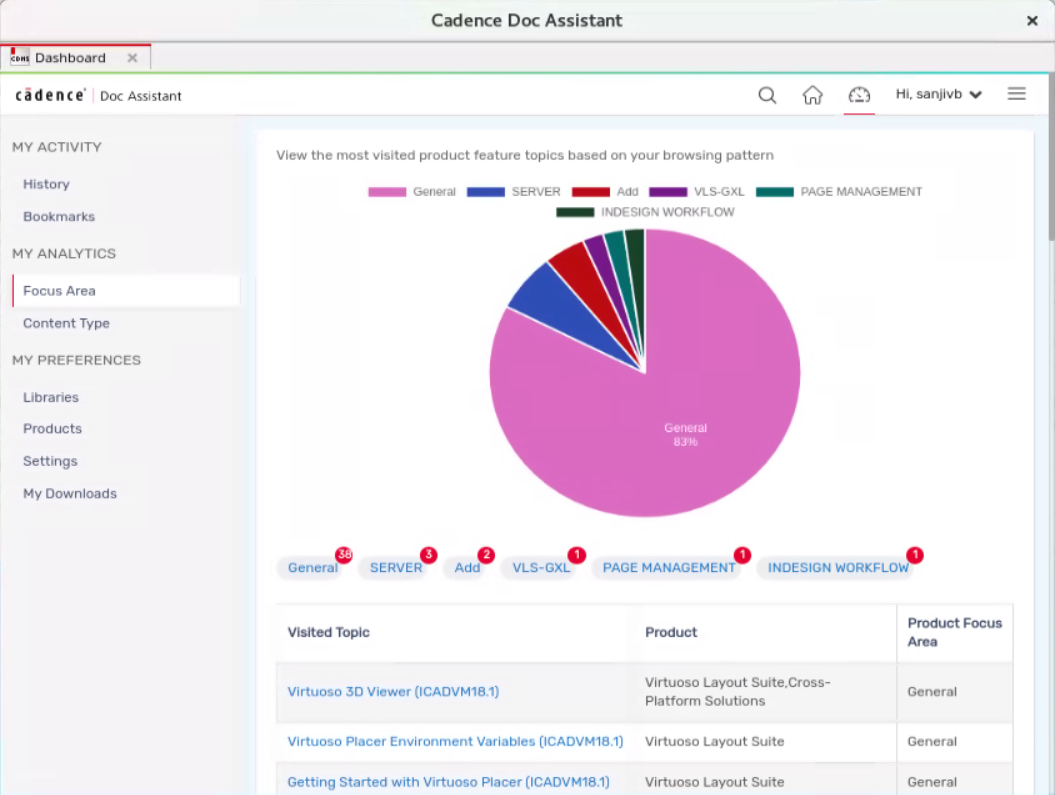 Cadence Doc Assistant
CDMS Dashboard
cādence Doc Assistant
Hi, sanjivb
MY ACTIVITY
History
Bookmarks
MY ANALYTICS
Focus Area
Content Type
MY PREFERENCES
Libraries
Products
Settings
My Downloads
View the most visited product feature topics based on your browsing pattern
General SERVER Add VLS-GXL PAGE MANAGEMENT
INDESIGN WORKFLOW
General
83%
General 38 SERVER 3 Add 2 VLS-GXL 1 PAGE MANAGEMENT 1 INDESIGN WORKFLOW 1
Visited Topic Product Product Focus
Area
Virtuoso 3D Viewer (ICADVM18.1) Virtuoso Layout Suite,Cross-
Platform Solutions General
Virtuoso Placer Environment Variables (ICADVM18.1) Virtuoso Layout Suite General
Getting Started with Virtuoso Placer (ICADVM18.1) Virtuoso Layout Suite General